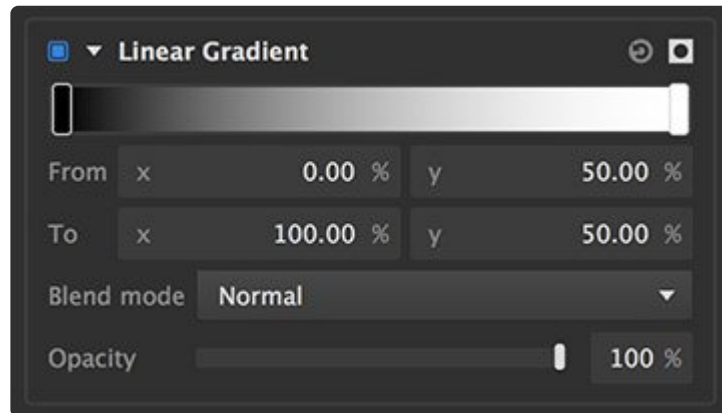 Linear Gradient
From x 0.00 % y 50.00 %
To x 100.00 % y 50.00 %
Blend mode Normal
Opacity 100 %